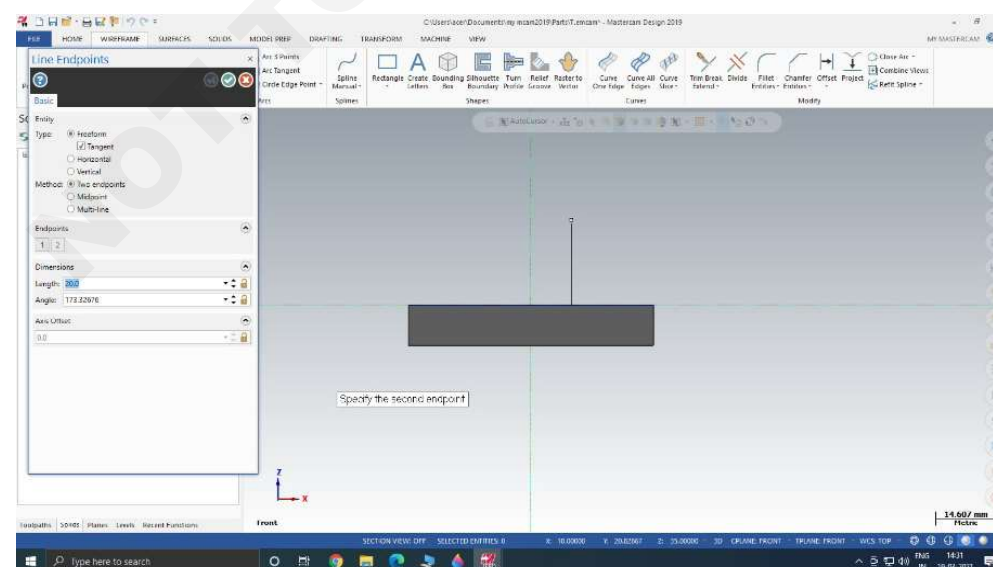 C:\Users\acer\Documents\my mcam2019\Parts\T.emcam* - Mastercam Design 2019
FILE HOME WIREFRAME SURFACES SOLIDS MODEL PREP DRAFTING TRANSFORM MACHINE VIEW MY MASTERCAM
Line Endpoints
Basic
Entity
Type: Freeform
Tangent
Horizontal
Vertical
Method: Two endpoints
Midpoint
Multi-line
Endpoints
1 2
Dimensions
Length: 20.0
Angle: 173.32676
Axis Offset
0.0
Arc 3 Points
Arc Tangent
Circle Edge Point
Arcs
Spline Manual
Splines
Rectangle
Create Letters
Bounding Box
Silhouette Boundary
Turn Profile
Relief Groove
Raster to Vector
Shapes
Curve One Edge
Curve All Edges
Curve Slice
Curves
Trim Break Extend
Divide
Fillet Entities
Chamfer Entities
Offset
Project
Close Arc
Combine Views
Refit Spline
Modify
AutoCursor
Specify the second endpoint
Z
X
Front
14.607 mm
Metric
Toolpaths Solids Planes Levels Recent Functions
SECTION VIEW: OFF SELECTED ENTITIES: 0 X: 10.00000 Y: 20.82667 Z: 35.00000 3D CPLANE: FRONT TPLANE: FRONT WCS: TOP
Type here to search
ENG 14:31
IN